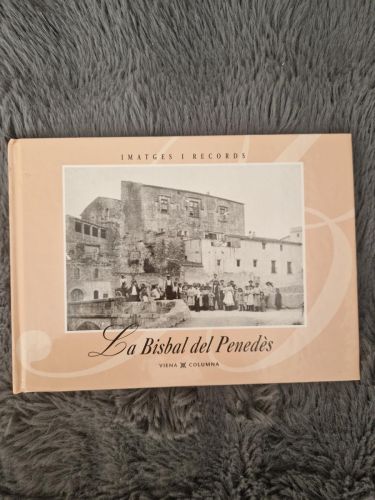 IMATGES I RECORDS
La Bisbal del Penedès
VIENA COLUMNA